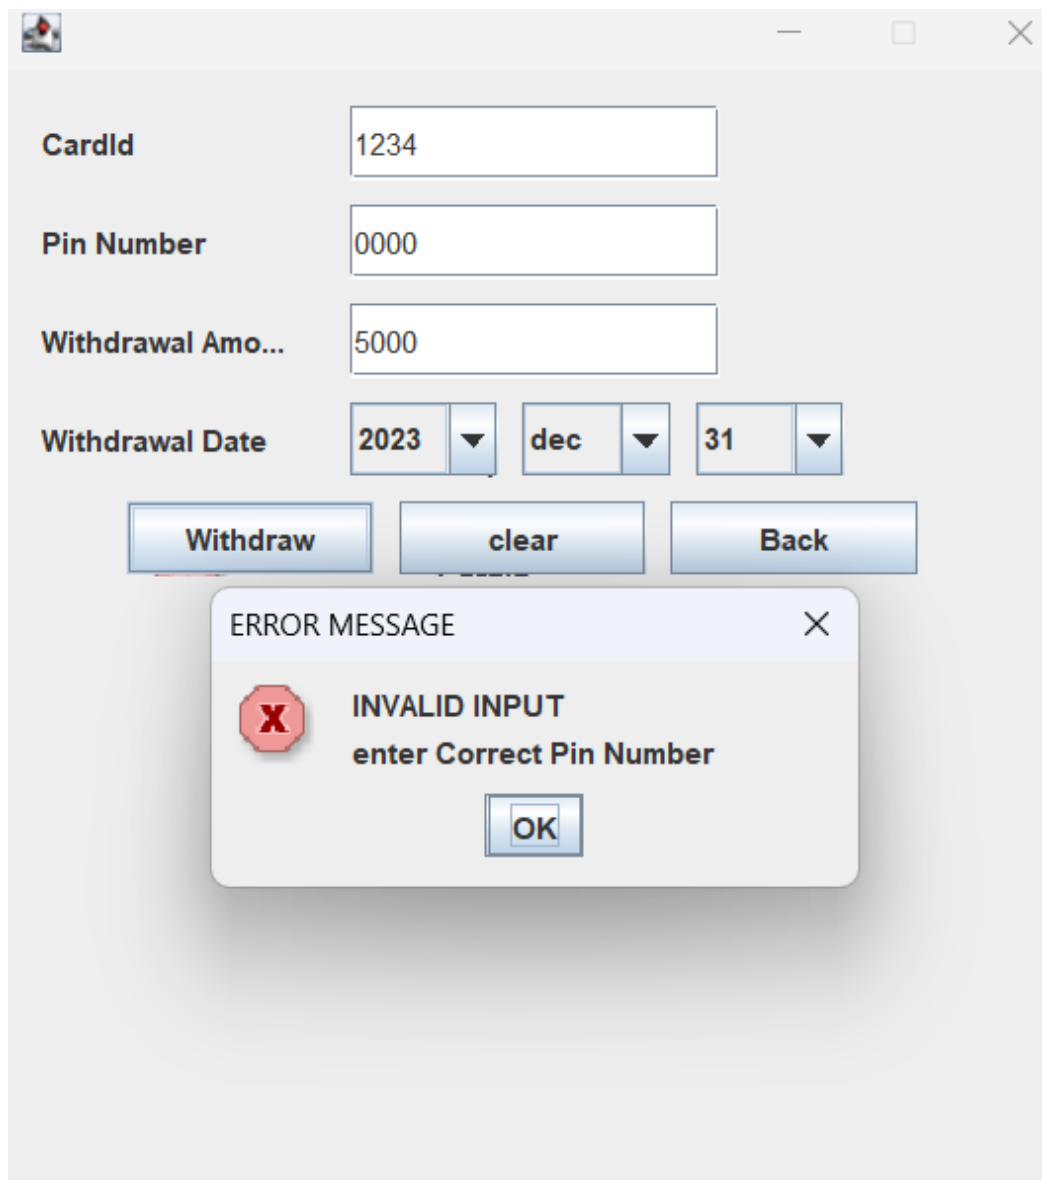 CardId 1234
Pin Number 0000
Withdrawal Amo... 5000
Withdrawal Date 2023 dec 31
Withdraw clear Back
ERROR MESSAGE
INVALID INPUT
enter Correct Pin Number
OK